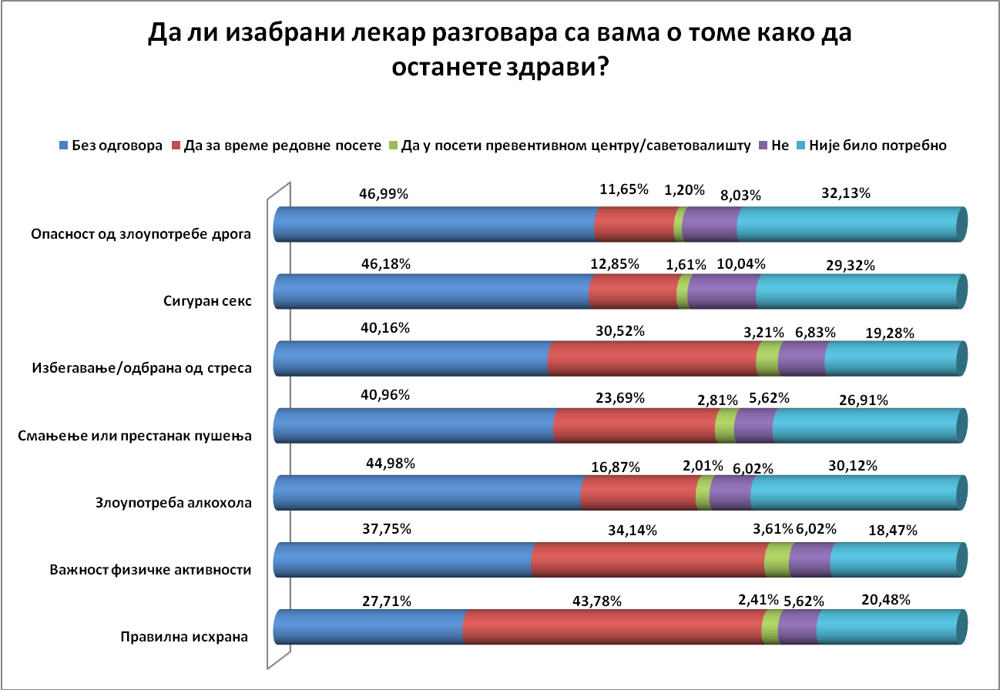 Да ли изабрани лекар разговара са вама о томе како да
останете здрави?
Без одговора Да за време редовне посете Да у посети превентивном центру/саветовалишту Не Није било потребно
46,99% 11,65% 1,20% 8,03% 32,13%
Опасност од злоупотребе дрога
46,18% 12,85% 1,61% 10,04% 29,32%
Сигуран секс
40,16% 30,52% 3,21% 6,83% 19,28%
Избегавање/одбрана од стреса
40,96% 23,69% 2,81% 5,62% 26,91%
Смањење или престанак пушења
44,98% 16,87% 2,01% 6,02% 30,12%
Злоупотреба алкохола
37,75% 34,14% 3,61% 6,02% 18,47%
Важност физичке активности
27,71% 43,78% 2,41% 5,62% 20,48%
Правилна исхрана